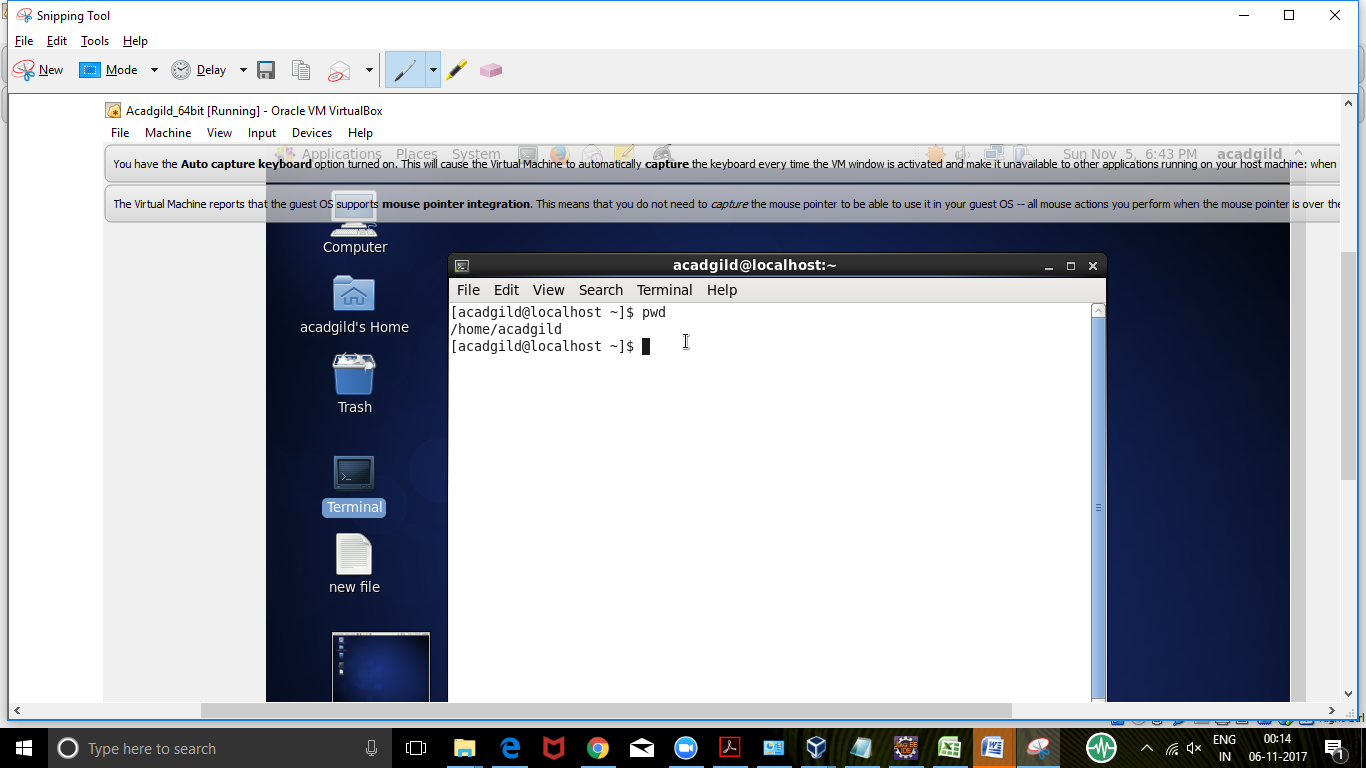 Snipping Tool
File Edit Tools Help
New Mode Delay
Acadgild_64bit [Running] - Oracle VM VirtualBox
File Machine View Input Devices Help
Applications Places System Sun Nov 5, 6:43 PM acadgild
You have the Auto capture keyboard option turned on. This will cause the Virtual Machine to automatically capture the keyboard every time the VM window is activated and make it unavailable to other applications running on your host machine: when
The Virtual Machine reports that the guest OS supports mouse pointer integration. This means that you do not need to capture the mouse pointer to be able to use it in your guest OS -- all mouse actions you perform when the mouse pointer is over the
Computer
acadgild@localhost:~
File Edit View Search Terminal Help
[acadgild@localhost ~]$ pwd
/home/acadgild
[acadgild@localhost ~]$
acadgild's Home
Trash
Terminal
new file
Type here to search
ENG
IN
00:14
06-11-2017
1